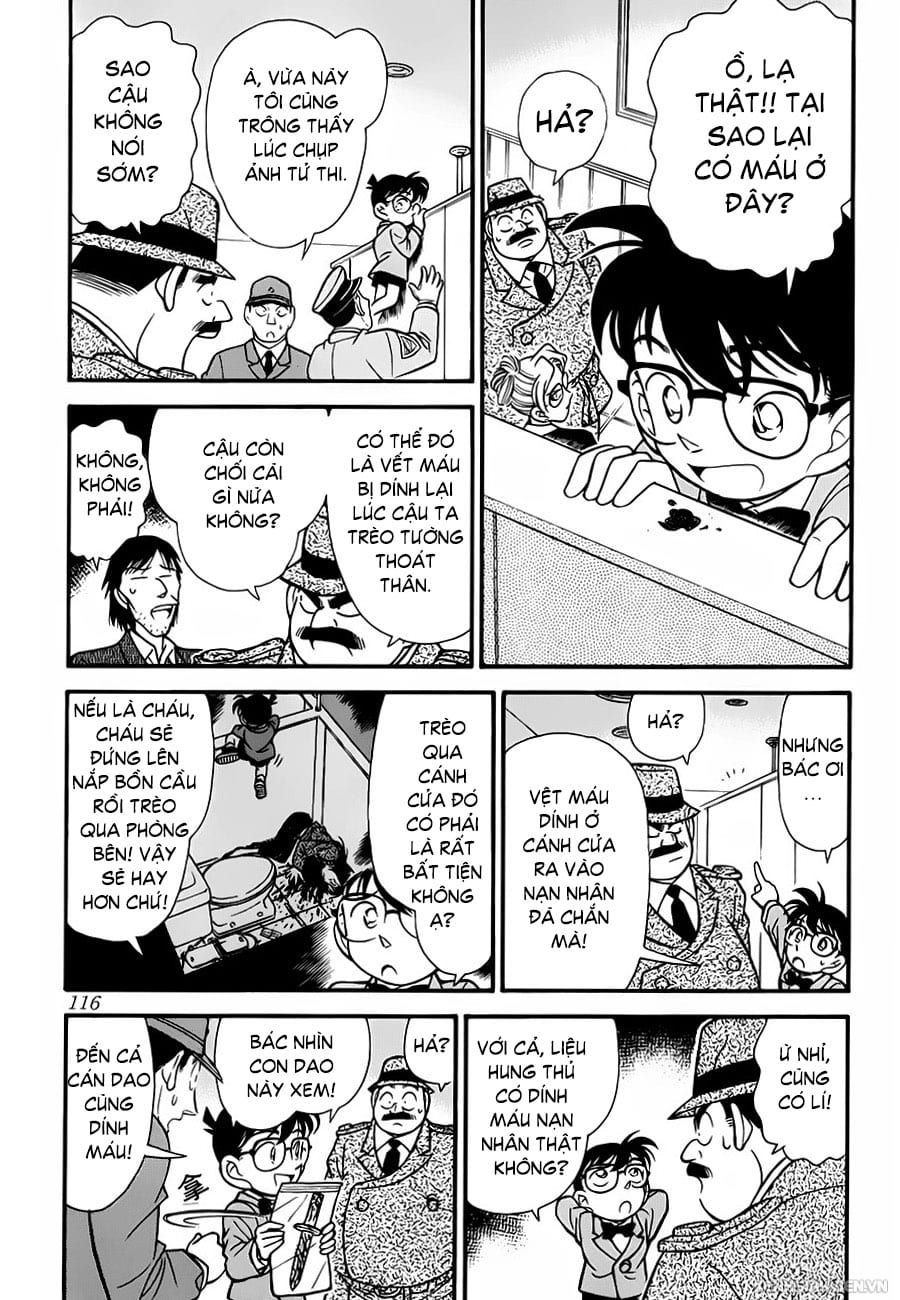 Ồ, LẠ
THẬT!! TẠI
SAO LẠI
CÓ MÁU Ở
ĐÂY?
HẢ?
À, VỪA NÃY
TÔI CŨNG
TRÔNG THẤY
LÚC CHỤP
ẢNH TỬ THI.
SAO
CẬU
KHÔNG
NÓI
SỚM?
CÓ THỂ ĐÓ
LÀ VẾT MÁU
BỊ DÍNH LẠI
LÚC CẬU TA
TRÈO TƯỜNG
THOÁT
THÂN.
CẬU CÒN
CHỐI CÃI
GÌ NỮA
KHÔNG?
KHÔNG,
KHÔNG
PHẢI!
NHƯNG
BÁC ƠI
...
HẢ?
VỆT MÁU
DÍNH Ở
CÁNH CỬA
RA VÀO
NẠN NHÂN
ĐÃ CHẮN
MÀ!
TRÈO
QUA
CÁNH
CỬA ĐÓ
CÓ PHẢI
LÀ RẤT
BẤT TIỆN
KHÔNG
Ạ?
NẾU LÀ CHÁU,
CHÁU SẼ
ĐỨNG LÊN
NẮP BỒN CẦU
RỒI TRÈO
QUA PHÒNG
BÊN! VẬY
SẼ HAY
HƠN CHỨ!
116
Ừ NHỈ,
CŨNG
CÓ LÍ!
VỚI CẢ, LIỆU
HUNG THỦ
CÓ DÍNH
MÁU NẠN
NHÂN THẬT
KHÔNG?
HẢ?
BÁC NHÌN
CON DAO
NÀY XEM!
拿
ĐẾN CẢ
CÁN DAO
CŨNG
DÍNH
MÁU!